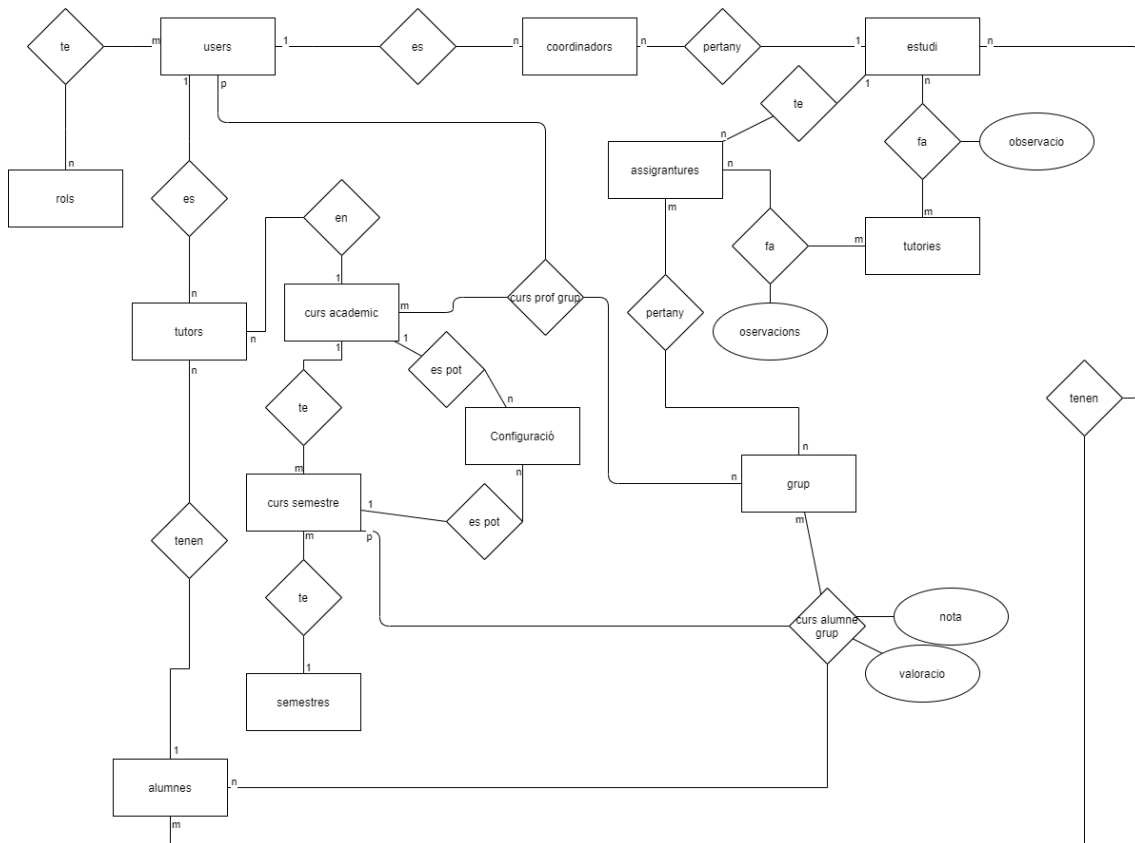 te
m
users
1
es
n
coordinadors
n
pertany
1
estudi
n
1
p
te
1
n
n
assigrantures
n
fa
observacio
m
n
rols
es
fa
m
m
tutories
en
n
1
tutors
n
n
curs academic
m
curs prof grup
pertany
oservacions
1
1
es pot
te
n
Configuració
n
tenen
m
n
curs semestre
1
es pot
n
grup
m
p
m
tenen
te
curs alumne
grup
nota
valoracio
1
semestres
1
alumnes
n
m